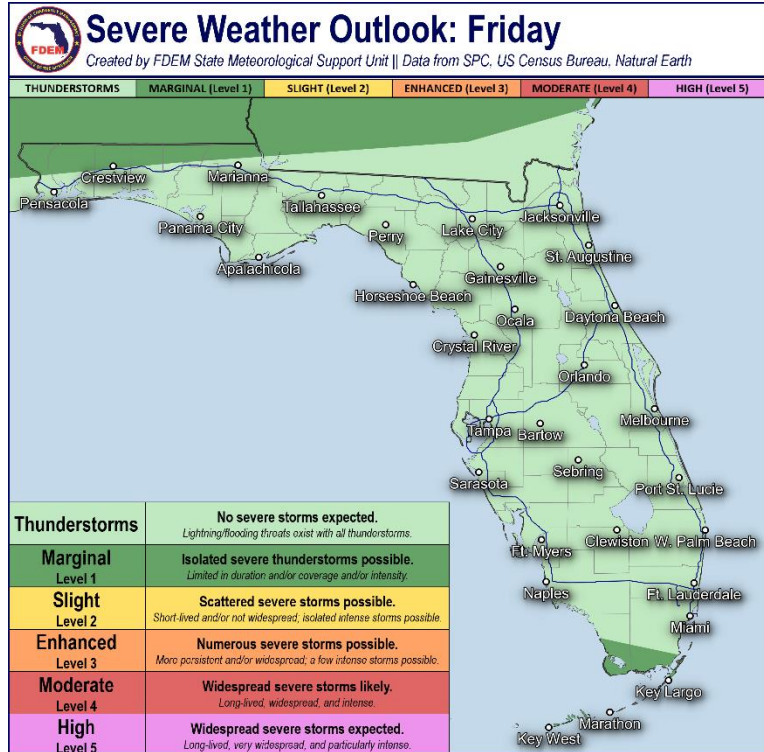 FDEM
Severe Weather Outlook: Friday
Created by FDEM State Meteorological Support Unit || Data from SPC, US Census Bureau, Natural Earth
THUNDERSTORMS
MARGINAL (Level 1)
SLIGHT (Level 2)
ENHANCED (Level 3)
MODERATE (Level 4)
HIGH (Level 5)
Crestview
Marianna
Pensacola
Tallahassee
Jacksonville
Panama City
Perry
Lake City
St. Augustine
Apalachicola
Gainesville
Horseshoe Beach
Ocala
Daytona Beach
Crystal River
Orlando
Melbourne
Tampa
Bartow
Sebring
Sarasota
Port St. Lucie
Ft. Myers
Clewiston
W. Palm Beach
Naples
Ft. Lauderdale
Miami
Key Largo
Marathon
Key West
Thunderstorms
No severe storms expected.
Lightning/flooding threats exist with all thunderstorms.
Marginal
Level 1
Isolated severe thunderstorms possible.
Limited in duration and/or coverage and/or intensity.
Slight
Level 2
Scattered severe storms possible.
Short-lived and/or not widespread; isolated intense storms possible.
Enhanced
Level 3
Numerous severe storms possible.
More persistent and/or widespread; a few intense storms possible.
Moderate
Level 4
Widespread severe storms likely.
Long-lived, widespread, and intense.
High
Level 5
Widespread severe storms expected.
Long-lived, very widespread, and particularly intense.